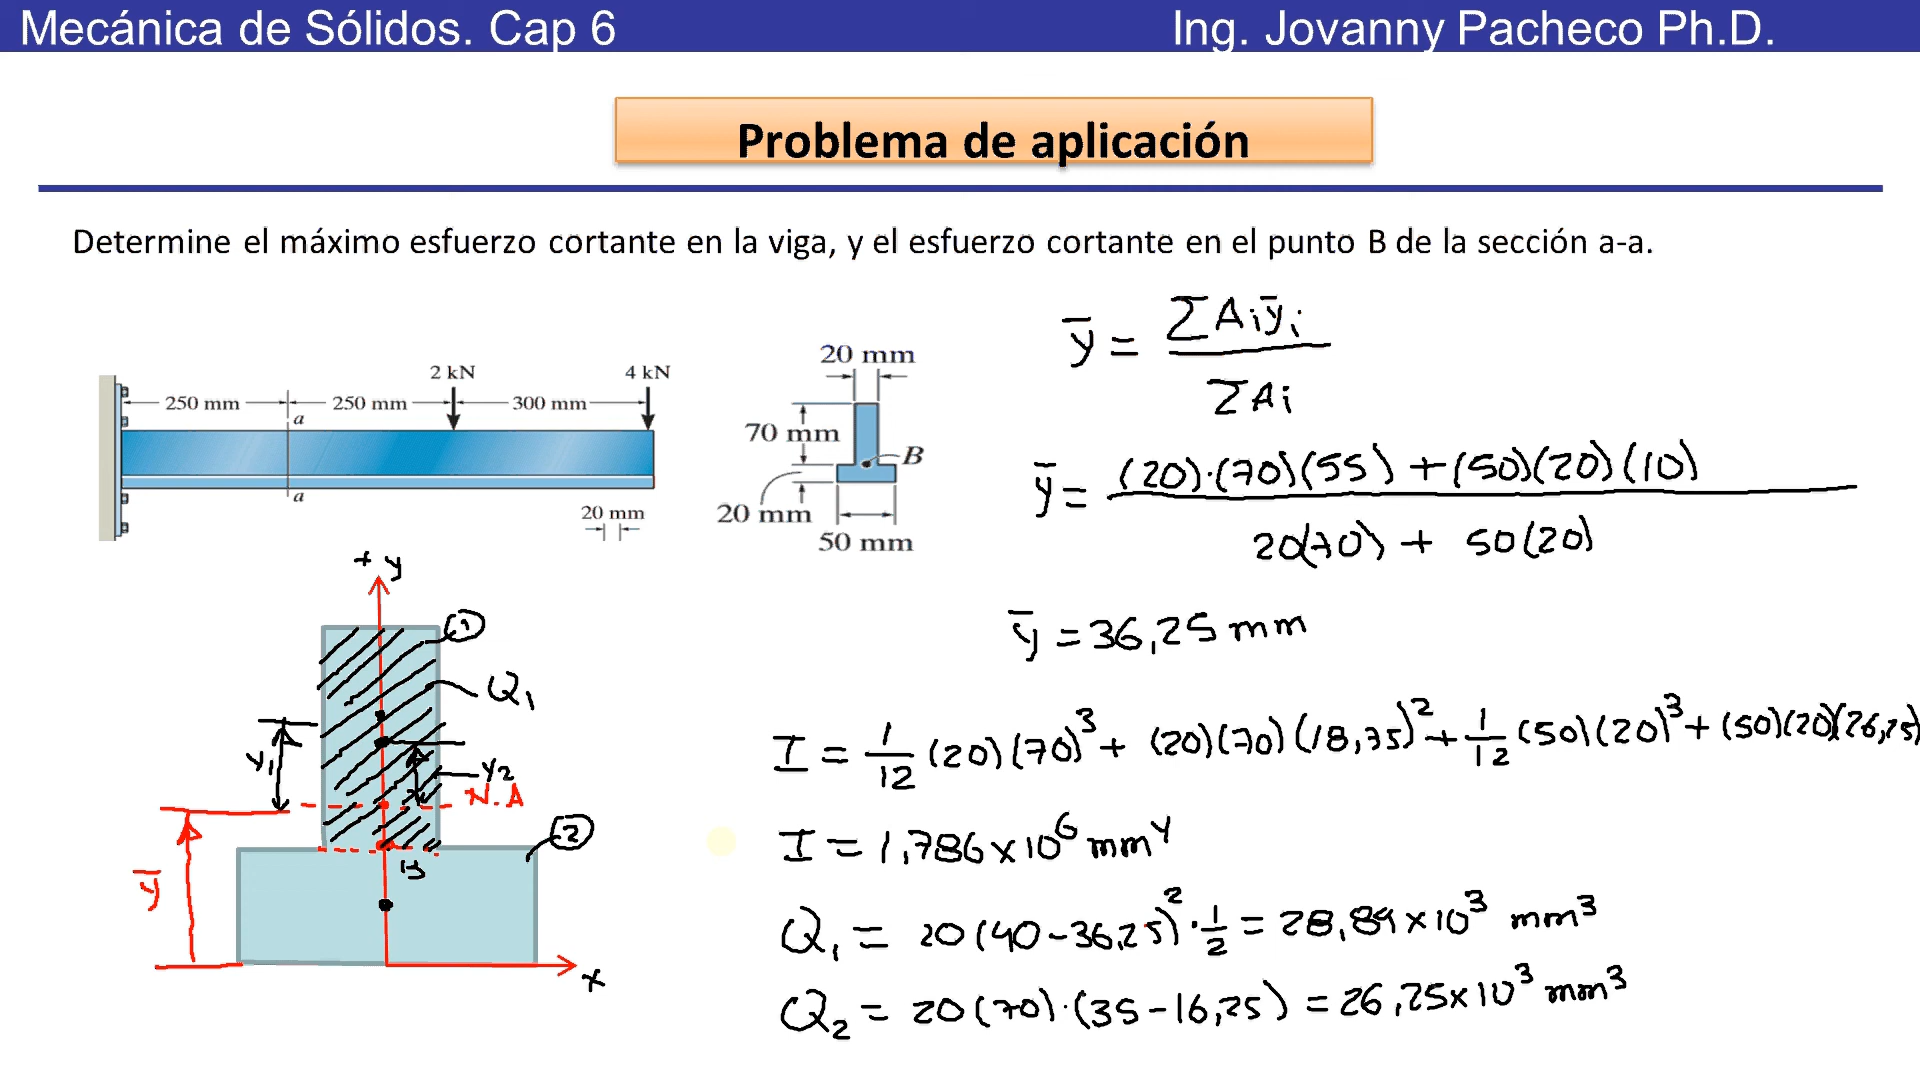 Mecánica de Sólidos. Cap 6
Ing. Jovanny Pacheco Ph.D.
Problema de aplicación
Determine el máximo esfuerzo cortante en la viga, y el esfuerzo cortante en el punto B de la sección a-a.
2 kN
4 kN
250 mm
250 mm
300 mm
a
a
20 mm
20 mm
70 mm
B
20 mm
50 mm
ȳ = ΣAiȳi / ΣAi
ȳ = (20)·(70)(55) + (50)(20)(10) / 20(70) + 50(20)
ȳ = 36,25 mm
I = 1/12 (20)(70)³ + (20)(70)(18,75)² + 1/12 (50)(20)³ + (50)(20)(26,25)
I = 1,786 x 10⁶ mm⁴
Q₁ = 20(40-36,25)² · 1/2 = 28,89 x 10³ mm³
Q₂ = 20(70)·(35-16,25) = 26,25 x 10³ mm³
+ y
1
Q₁
y₁
y₂
N.A
2
ȳ
B
x